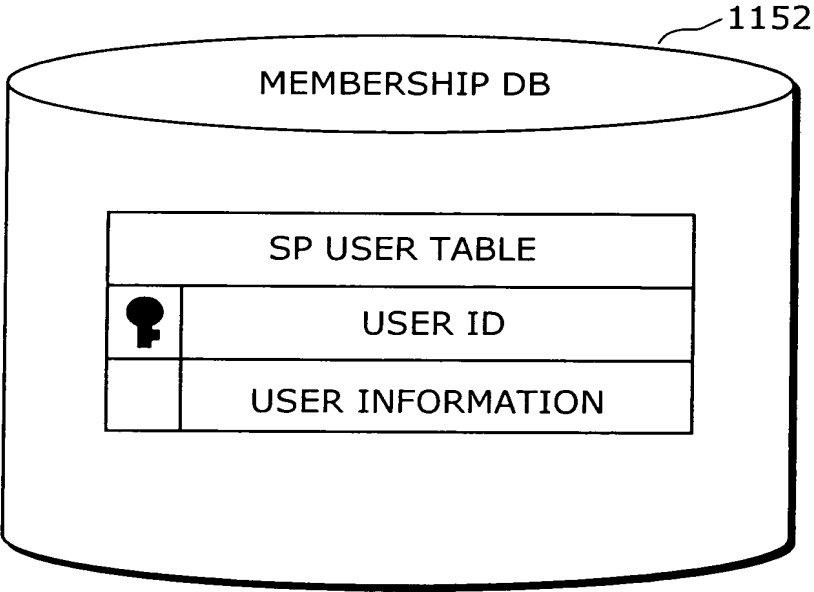 1152
MEMBERSHIP DB
SP USER TABLE
USER ID
USER INFORMATION